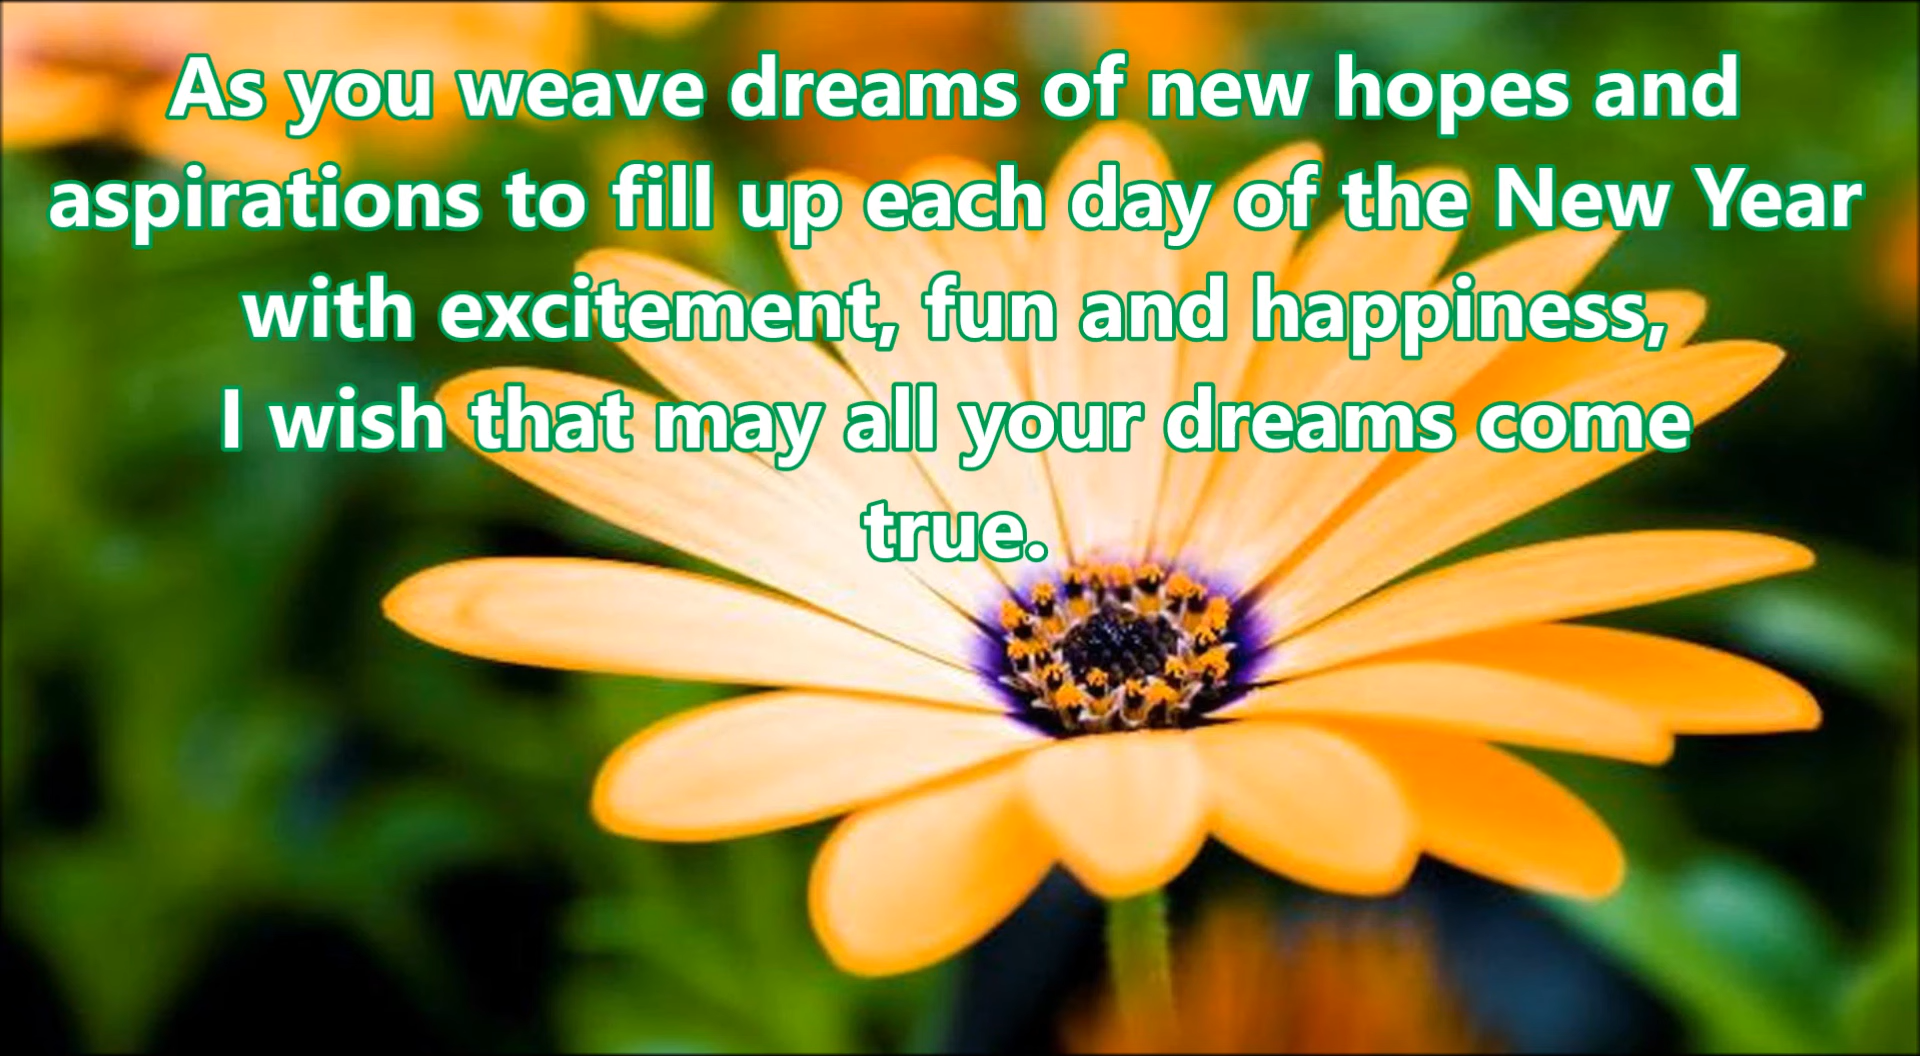 As you weave dreams of new hopes and
aspirations to fill up each day of the New Year
with excitement, fun and happiness,
I wish that may all your dreams come
true.